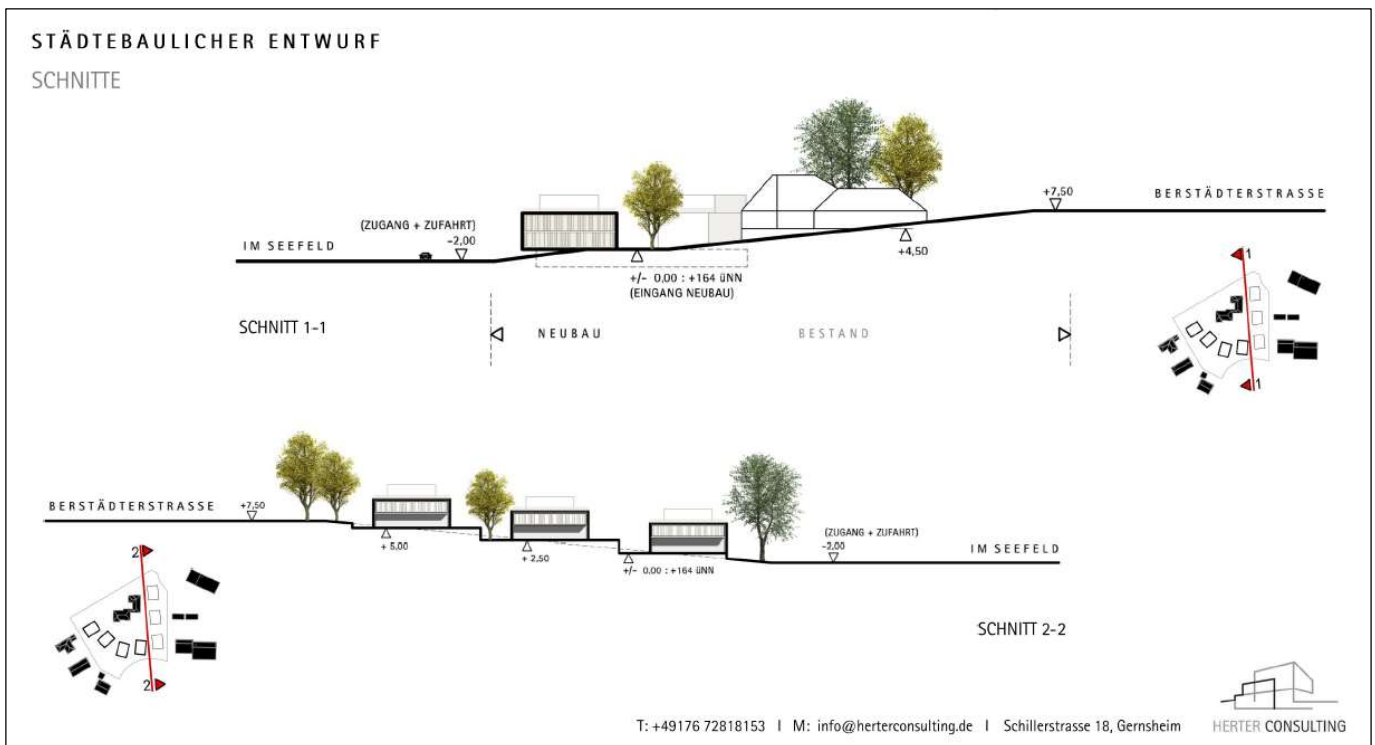 STÄDTEBAULICHER ENTWURF
SCHNITTE
+7,50
BERSTÄDTERSTRASSE
(ZUGANG + ZUFAHRT)
-2,00
IM SEEFELD
+4,50
+/- 0,00 : +164 üNN
(EINGANG NEUBAU)
1
SCHNITT 1-1
NEUBAU
BESTAND
1
BERSTÄDTERSTRASSE
+7,50
(ZUGANG + ZUFAHRT)
-2,00
IM SEEFELD
+ 5,00
+ 2,50
+/- 0,00 : +164 üNN
2
SCHNITT 2-2
2
T: +49176 72818153 I M: info@herterconsulting.de I Schillerstrasse 18, Gernsheim
HERTER CONSULTING